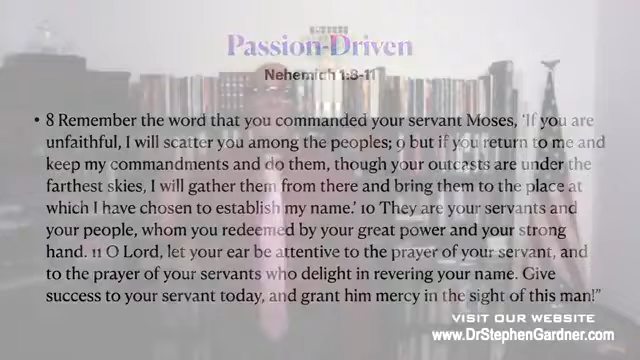 Passion-Driven
Nehemiah 1:8-11
• 8 Remember the word that you commanded your servant Moses, ‘If you are
unfaithful, I will scatter you among the peoples; 9 but if you return to me and
keep my commandments and do them, though your outcasts are under the
farthest skies, I will gather them from there and bring them to the place at
which I have chosen to establish my name.’ 10 They are your servants and
your people, whom you redeemed by your great power and your strong
hand. 11 O Lord, let your ear be attentive to the prayer of your servant, and
to the prayer of your servants who delight in revering your name. Give
success to your servant today, and grant him mercy in the sight of this man!”
VISIT OUR WEBSITE
www.DrStephenGardner.com